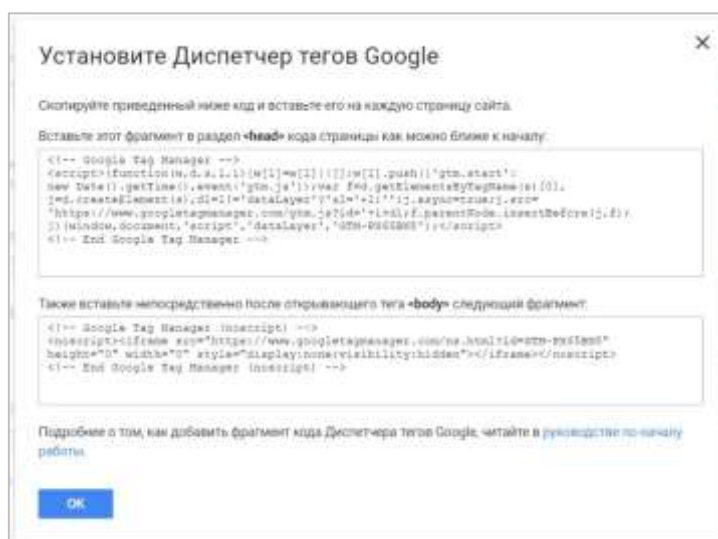 Установите Диспетчер тегов Google
Скопируйте приведенный ниже код и вставьте его на каждую страницу сайта.
Вставьте этот фрагмент в раздел <head> кода страницы как можно ближе к началу:
<!-- Google Tag Manager -->
<script>(function(w,d,s,l,i){w[l]=w[l]||[];w[l].push({'gtm.start':
new Date().getTime(),event:'gtm.js'});var f=d.getElementsByTagName(s)[0],
j=d.createElement(s),dl=l!='dataLayer'?'&l='+l:'';j.async=true;j.src=
'https://www.googletagmanager.com/gtm.js?id='+i+dl;f.parentNode.insertBefore(j,f);
})(window,document,'script','dataLayer',
<!-- End Google Tag Manager -->
Также вставьте непосредственно после открывающего тега <body> следующий фрагмент:
<!-- Google Tag Manager (noscript) -->
<noscript><iframe src="https://www.googletagmanager.com/ns.html?id=
height="0" width="0" style="display:none;visibility:hidden"></iframe></noscript>
<!-- End Google Tag Manager (noscript) -->
Подробнее о том, как добавить фрагмент кода Диспетчера тегов Google, читайте в руководстве по началу
работы.
ОК